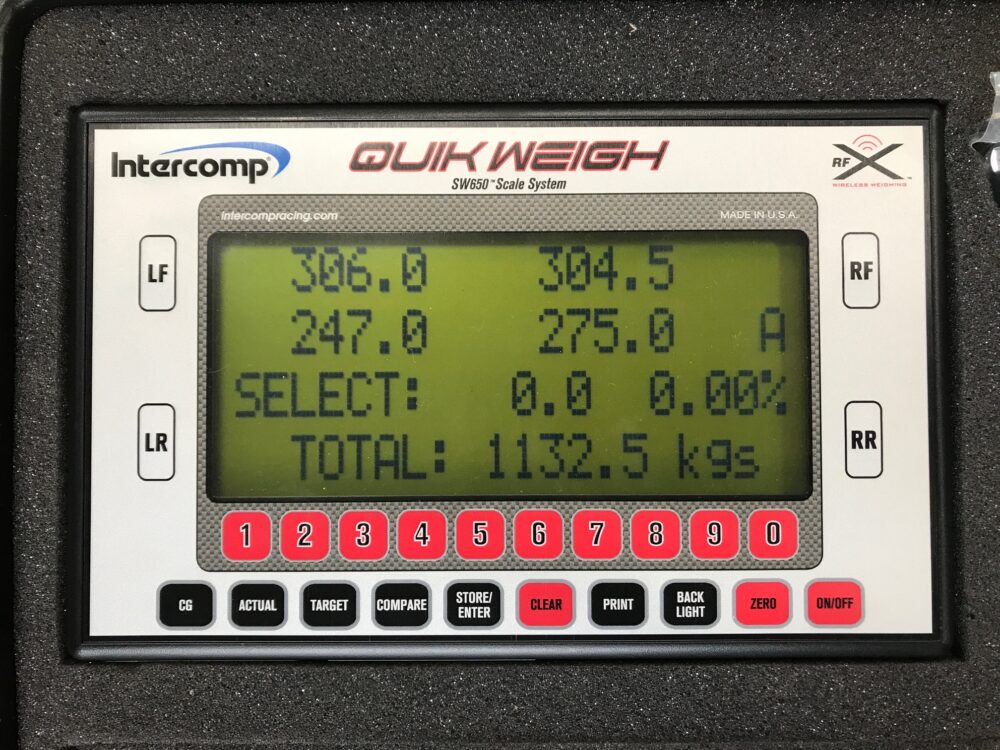 Intercomp®
QUIK WEIGH
SW650™ Scale System
RFX™
WIRELESS WEIGHING
intercompracing.com
MADE IN U.S.A.
LF
RF
306.0 304.5
247.0 275.0 A
SELECT: 0.0 0.00%
TOTAL: 1132.5 kgs
LR
RR
1 2 3 4 5 6 7 8 9 0
CG ACTUAL TARGET COMPARE STORE/ENTER CLEAR PRINT BACK LIGHT ZERO ON/OFF